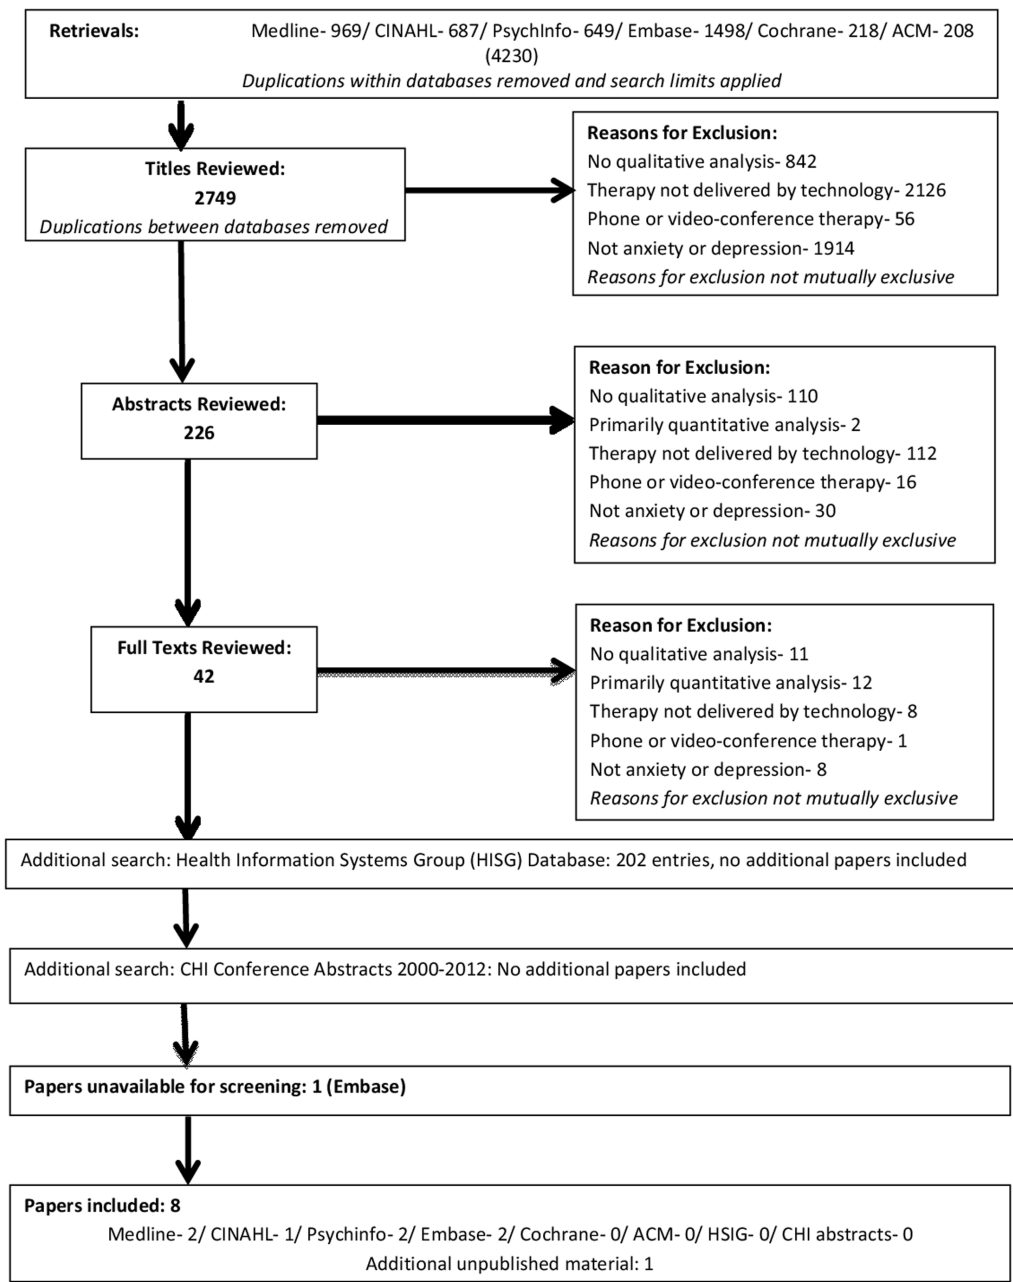 Retrievals: Medline- 969/ CINAHL- 687/ PsychInfo- 649/ Embase- 1498/ Cochrane- 218/ ACM- 208
(4230)
Duplications within databases removed and search limits applied
Titles Reviewed:
2749
Duplications between databases removed
Reasons for Exclusion:
No qualitative analysis- 842
Therapy not delivered by technology- 2126
Phone or video-conference therapy- 56
Not anxiety or depression- 1914
Reasons for exclusion not mutually exclusive
Abstracts Reviewed:
226
Reason for Exclusion:
No qualitative analysis- 110
Primarily quantitative analysis- 2
Therapy not delivered by technology- 112
Phone or video-conference therapy- 16
Not anxiety or depression- 30
Reasons for exclusion not mutually exclusive
Full Texts Reviewed:
42
Reason for Exclusion:
No qualitative analysis- 11
Primarily quantitative analysis- 12
Therapy not delivered by technology- 8
Phone or video-conference therapy- 1
Not anxiety or depression- 8
Reasons for exclusion not mutually exclusive
Additional search: Health Information Systems Group (HISG) Database: 202 entries, no additional papers included
Additional search: CHI Conference Abstracts 2000-2012: No additional papers included
Papers unavailable for screening: 1 (Embase)
Papers included: 8
Medline- 2/ CINAHL- 1/ Psychinfo- 2/ Embase- 2/ Cochrane- 0/ ACM- 0/ HSIG- 0/ CHI abstracts- 0
Additional unpublished material: 1